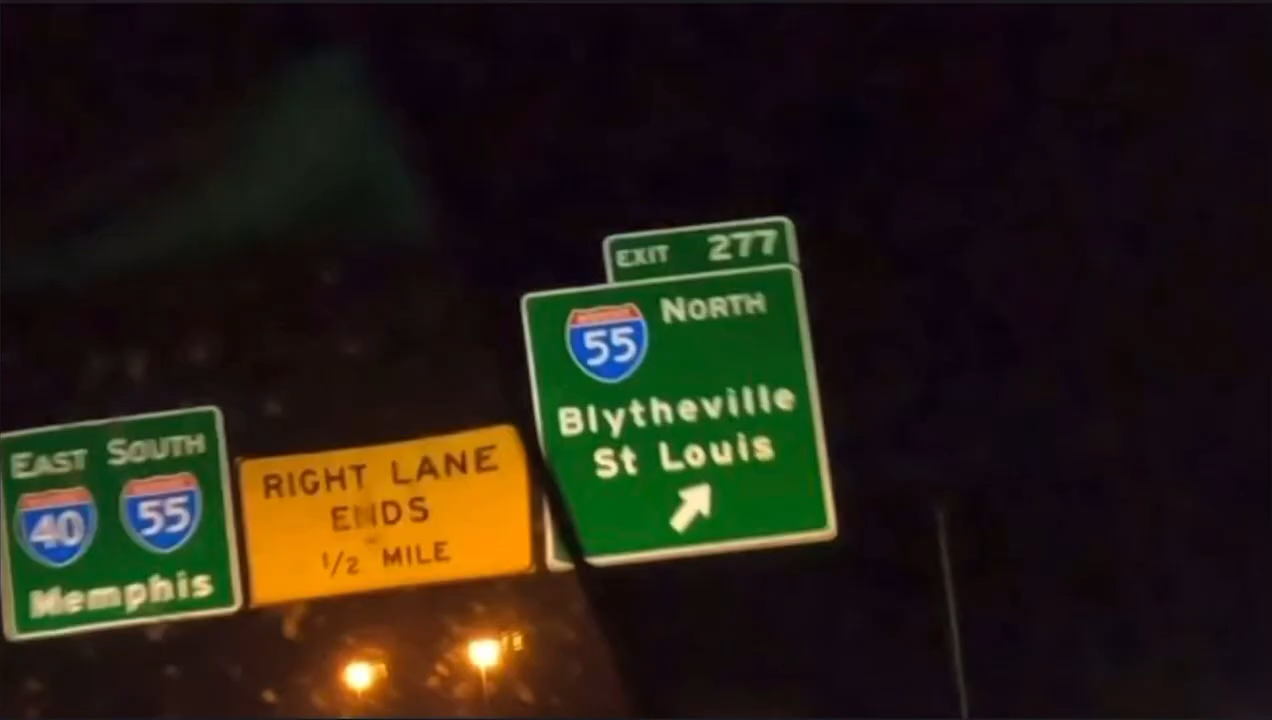 EAST SOUTH
40 55
Memphis
RIGHT LANE
ENDS
1/2 MILE
EXIT 277
55 NORTH
Blytheville
St Louis